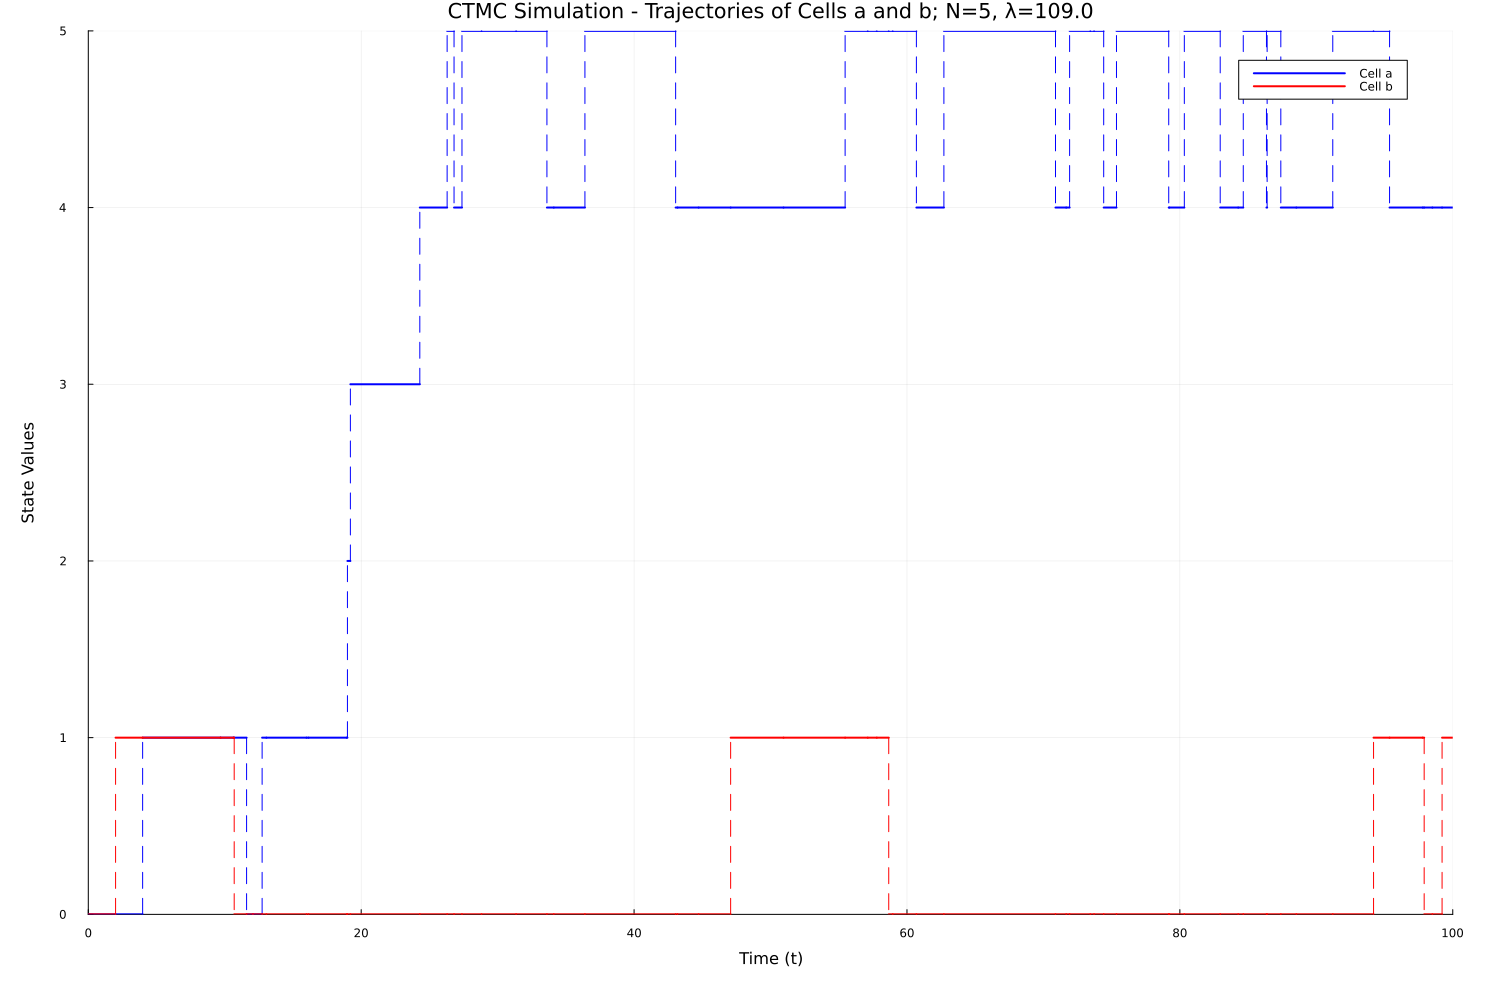 CTMC Simulation - Trajectories of Cells a and b; N=5, λ=109.0
5
Cell a
Cell b
4
3
State Values
2
1
0
0 20 40 60 80 100
Time (t)